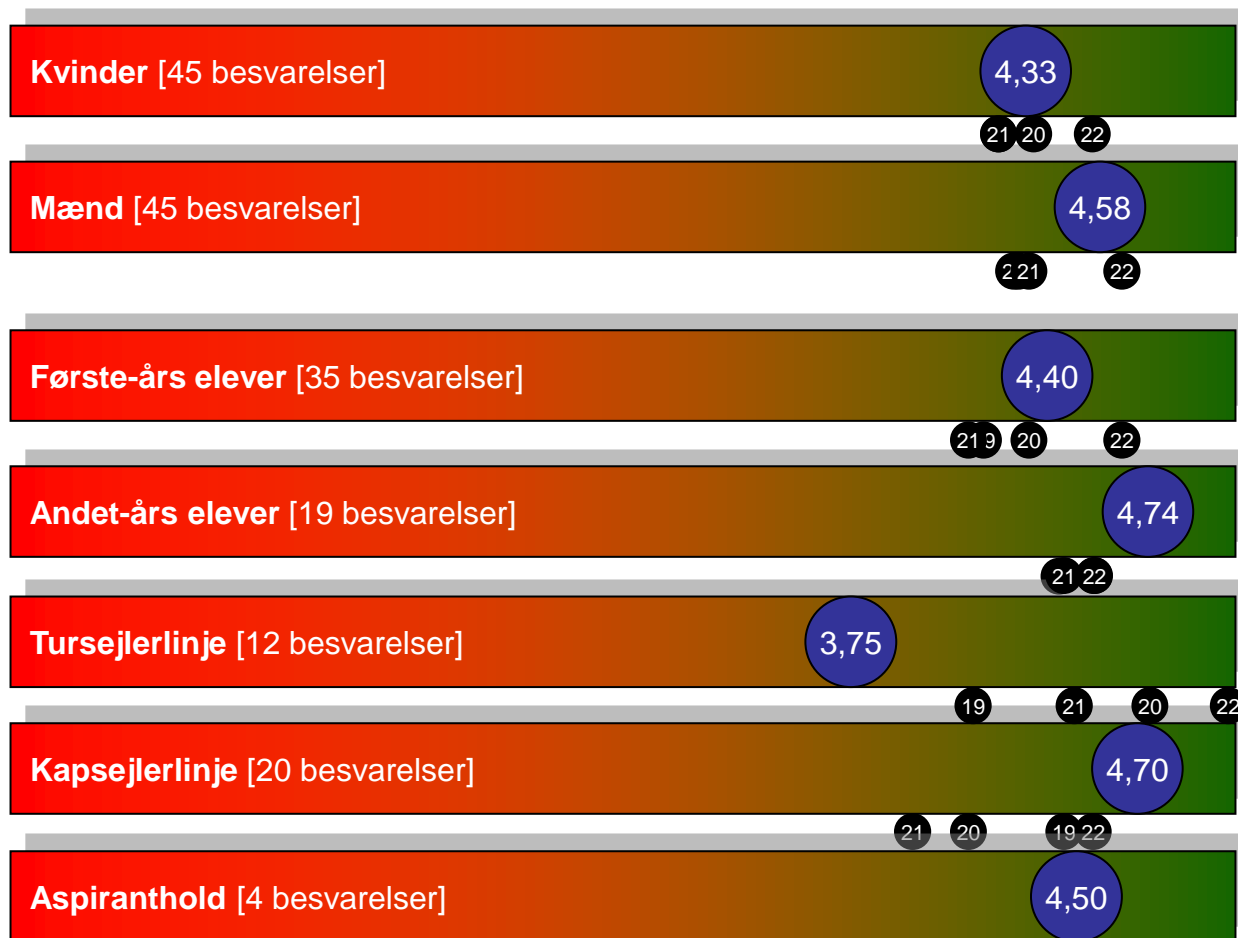 Kvinder [45 besvarelser] 4,33
21 20 22
Mænd [45 besvarelser] 4,58
21 22
Første-års elever [35 besvarelser] 4,40
21 20 22
Andet-års elever [19 besvarelser] 4,74
21 22
Tursejlerlinje [12 besvarelser] 3,75
19 21 20 22
Kapsejlerlinje [20 besvarelser] 4,70
21 20 19 22
Aspiranthold [4 besvarelser] 4,50